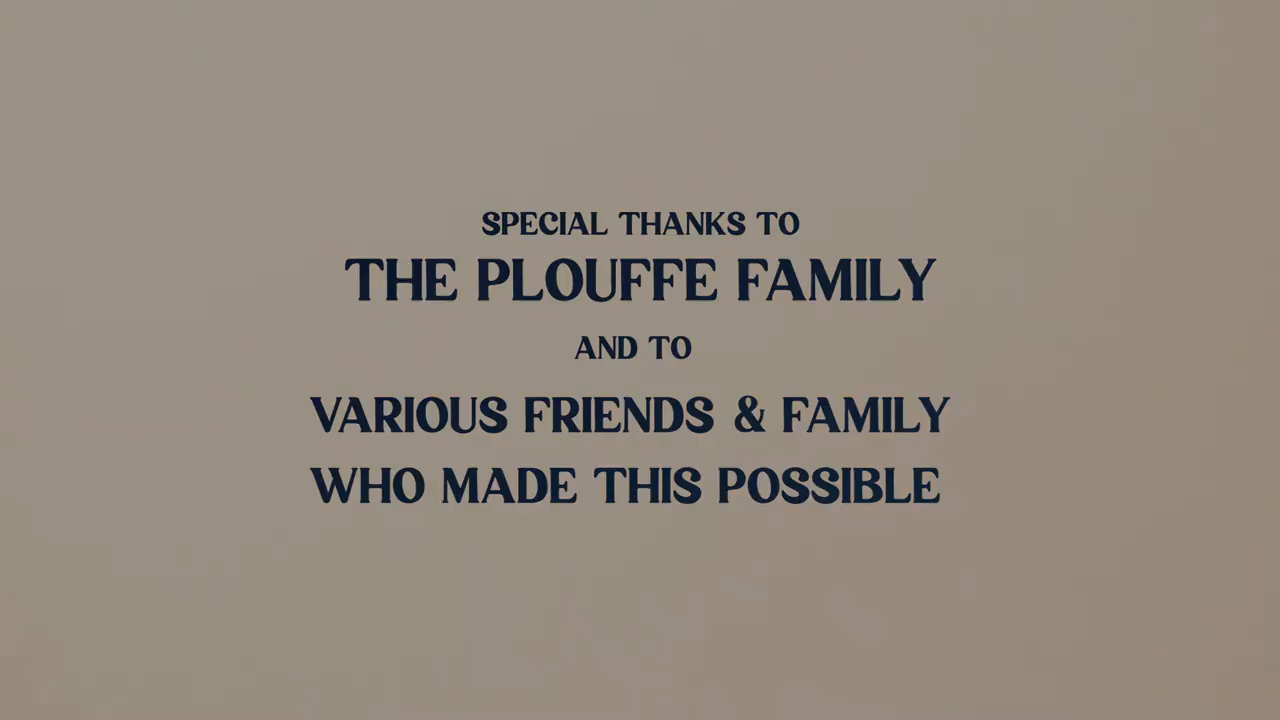 SPECIAL THANKS TO
THE PLOUFFE FAMILY
AND TO
VARIOUS FRIENDS & FAMILY
WHO MADE THIS POSSIBLE